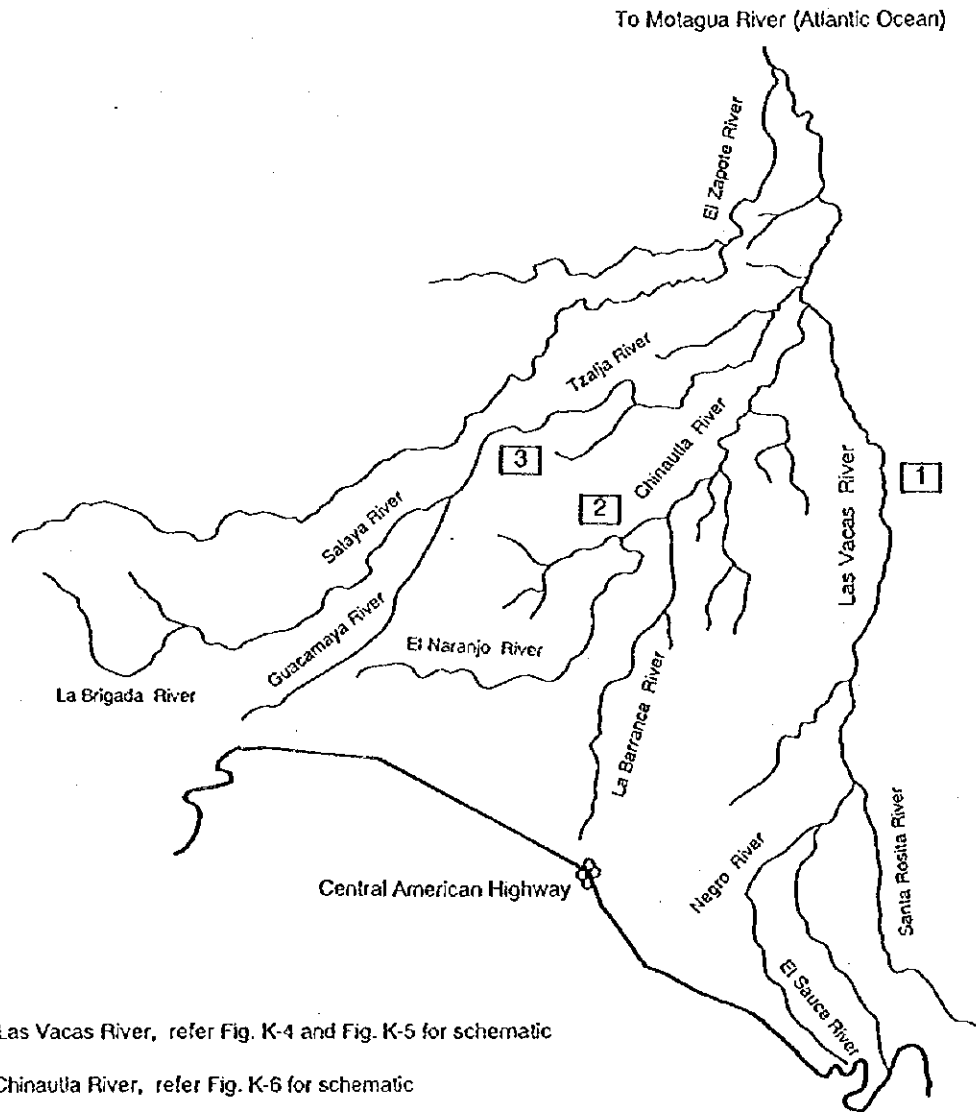 To Motagua River (Atlantic Ocean)
El Zapote River
Tzalja River
Chinautla River
3
2
1
Salaya River
Las Vacas River
Guacamaya River
El Naranjo River
La Brigada River
La Barranca River
Negro River
Santa Rosita River
Central American Highway
El Sauce River
Las Vacas River, refer Fig. K-4 and Fig. K-5 for schematic
Chinautla River, refer Fig. K-6 for schematic